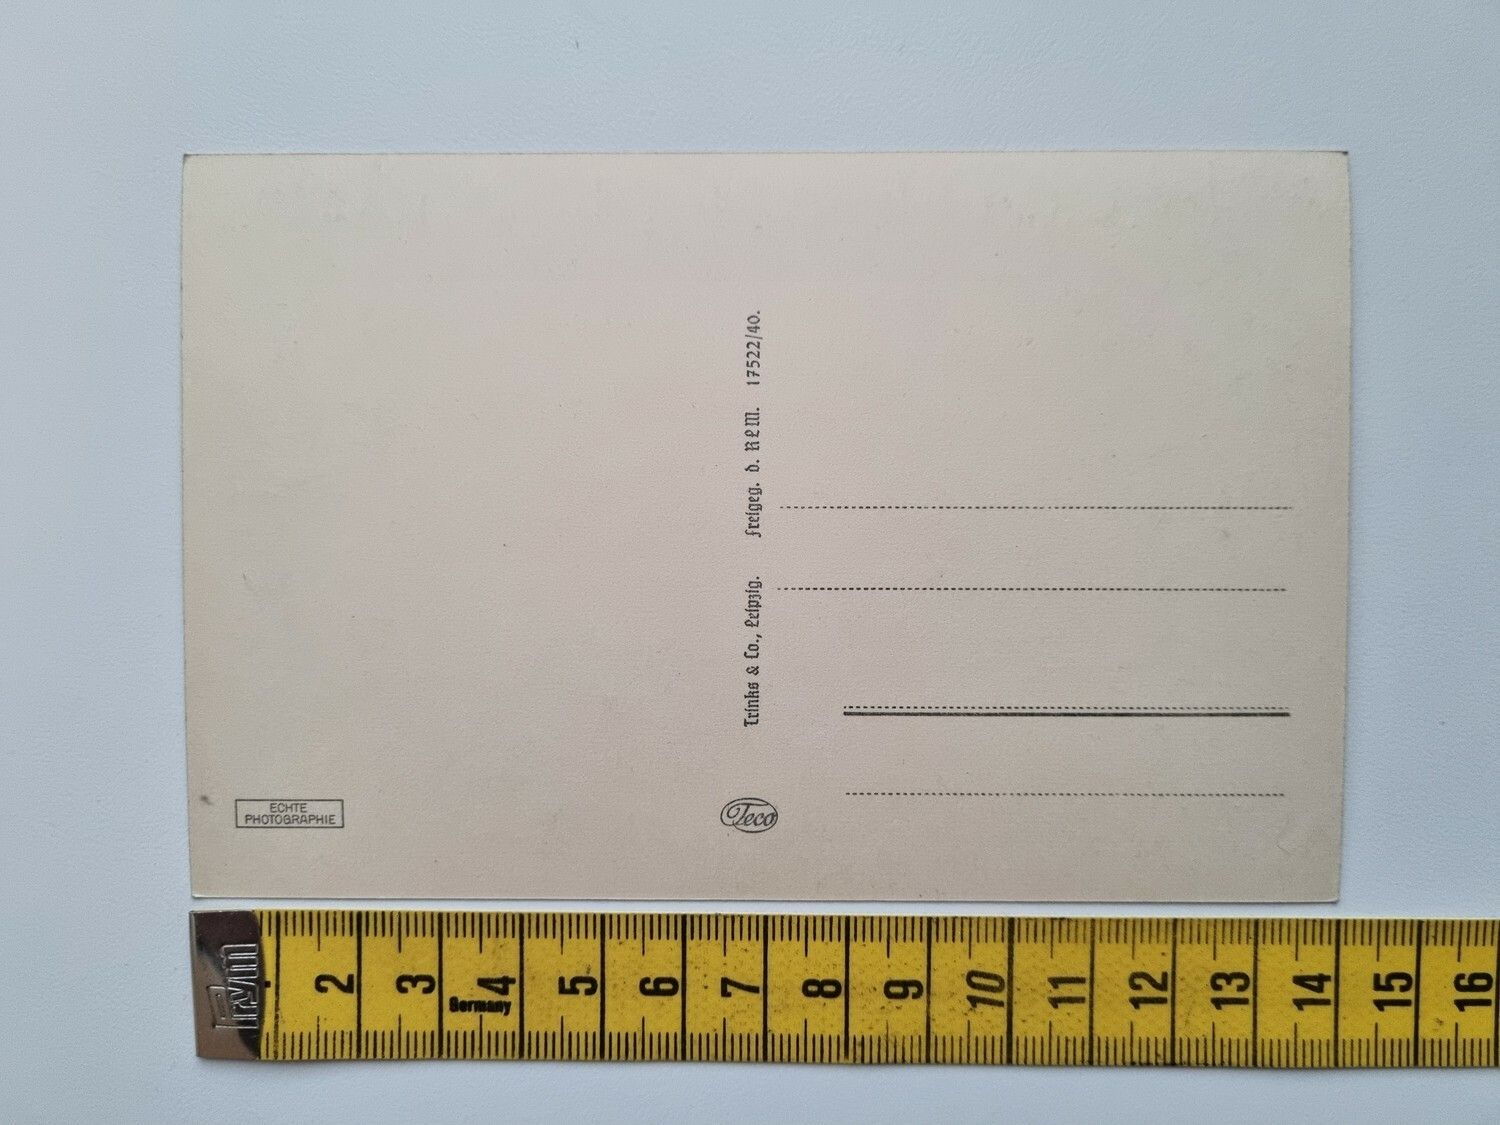 Trinks & Co., Leipzig. Freigeg. d. RLM. 17522/40.
ECHTE
PHOTOGRAPHIE
Teco
Prym
2 3 4 5 6 7 8 9 10 11 12 13 14 15 16
Germany